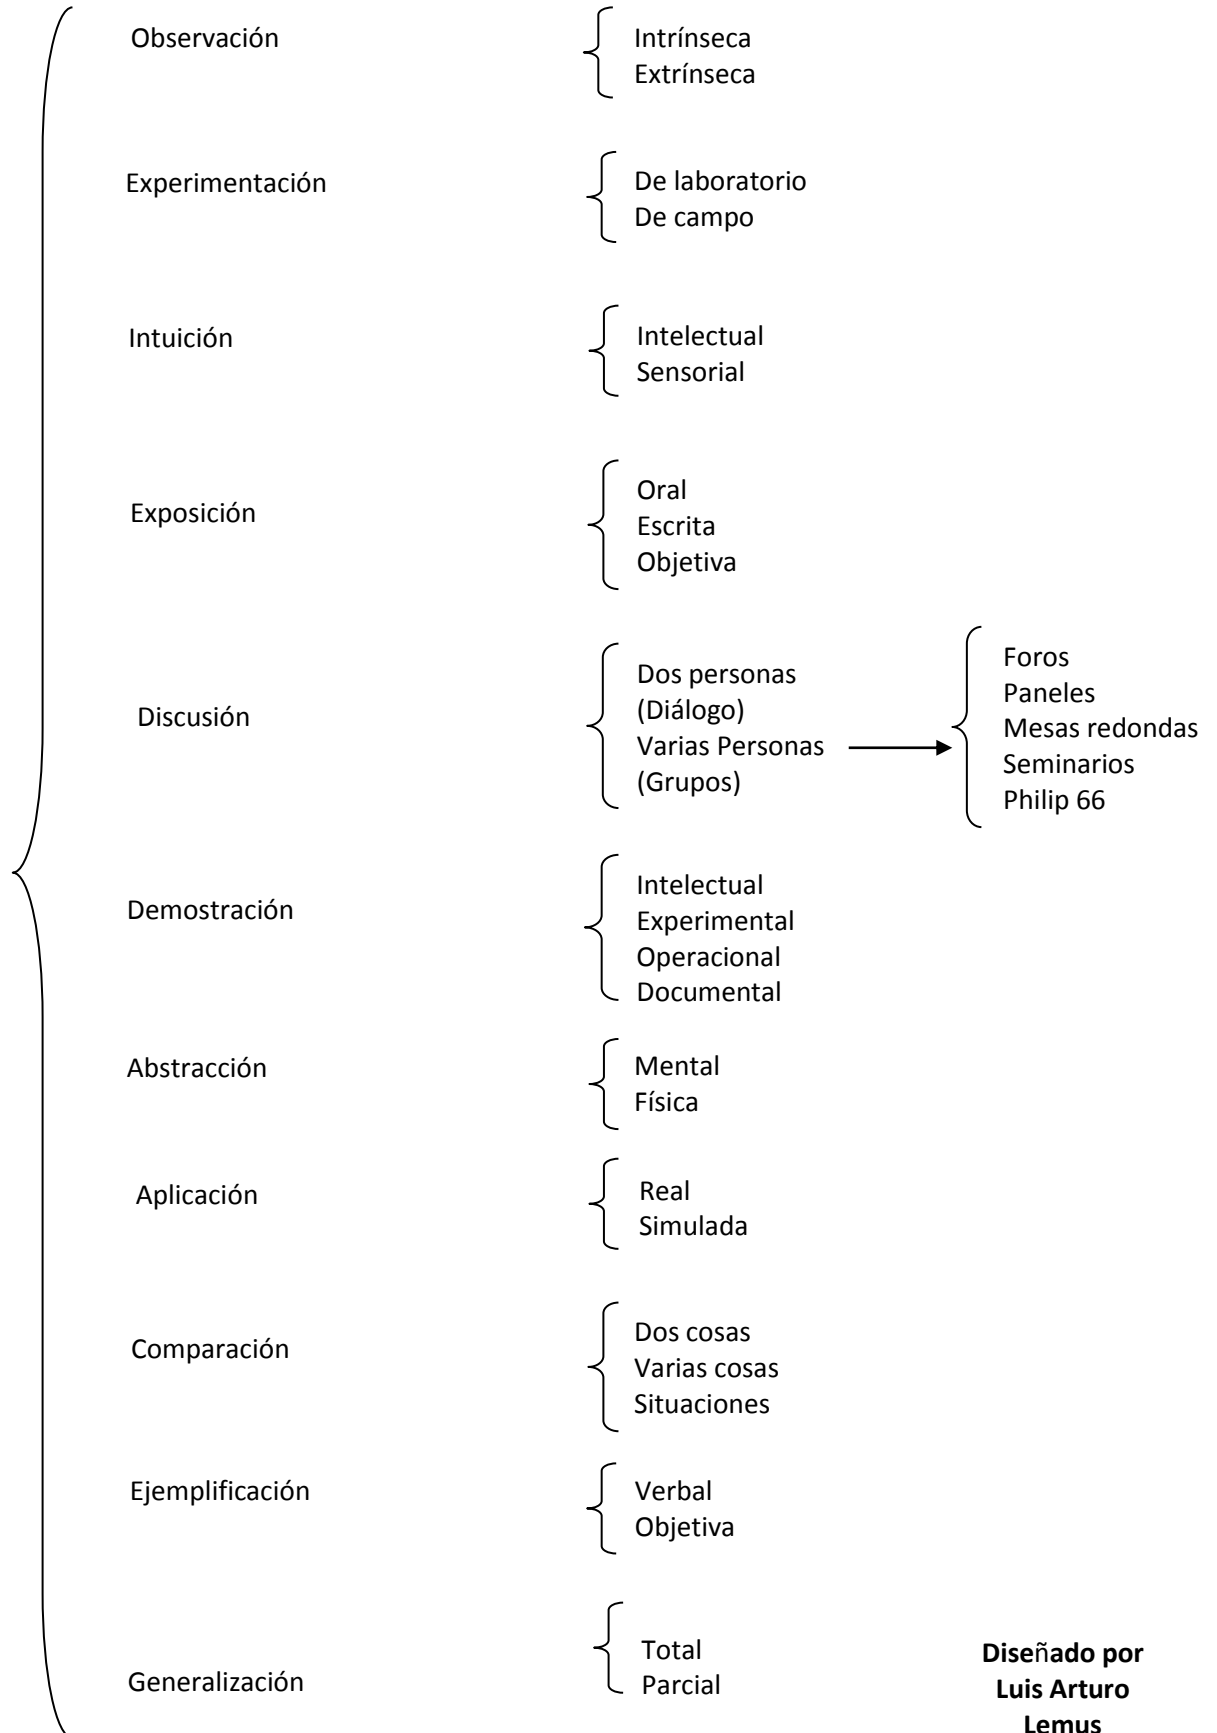 Observación
Intrínseca
Extrínseca
Experimentación
De laboratorio
De campo
Intuición
Intelectual
Sensorial
Exposición
Oral
Escrita
Objetiva
Discusión
Dos personas
(Diálogo)
Varias Personas
(Grupos)
Foros
Paneles
Mesas redondas
Seminarios
Philip 66
Demostración
Intelectual
Experimental
Operacional
Documental
Abstracción
Mental
Física
Aplicación
Real
Simulada
Comparación
Dos cosas
Varias cosas
Situaciones
Ejemplificación
Verbal
Objetiva
Generalización
Total
Parcial
Diseñado por
Luis Arturo
Lemus